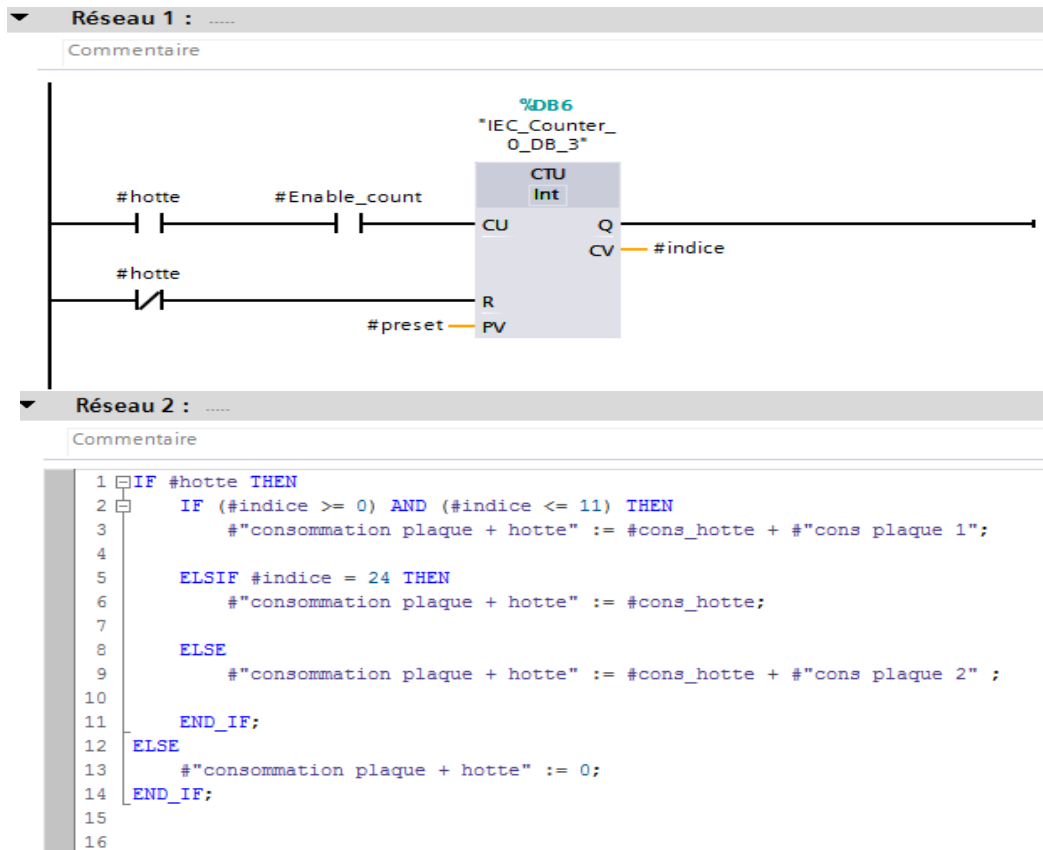 Réseau 1 : .....
Commentaire
%DB6
"IEC_Counter_
0_DB_3"
CTU
Int
#hotte
#Enable_count
CU
Q
CV
#indice
#hotte
R
#preset
PV
Réseau 2 : .....
Commentaire
1 IF #hotte THEN
2 IF (#indice >= 0) AND (#indice <= 11) THEN
3 #"consommation plaque + hotte" := #cons_hotte + #"cons plaque 1";
4
5 ELSIF #indice = 24 THEN
6 #"consommation plaque + hotte" := #cons_hotte;
7
8 ELSE
9 #"consommation plaque + hotte" := #cons_hotte + #"cons plaque 2" ;
10
11 END_IF;
12 ELSE
13 #"consommation plaque + hotte" := 0;
14 END_IF;
15
16